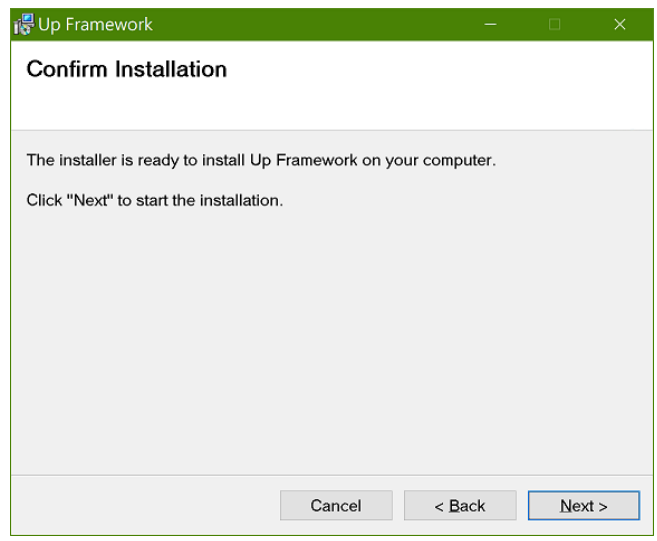 Up Framework
Confirm Installation
The installer is ready to install Up Framework on your computer.
Click "Next" to start the installation.
Cancel
< Back
Next >